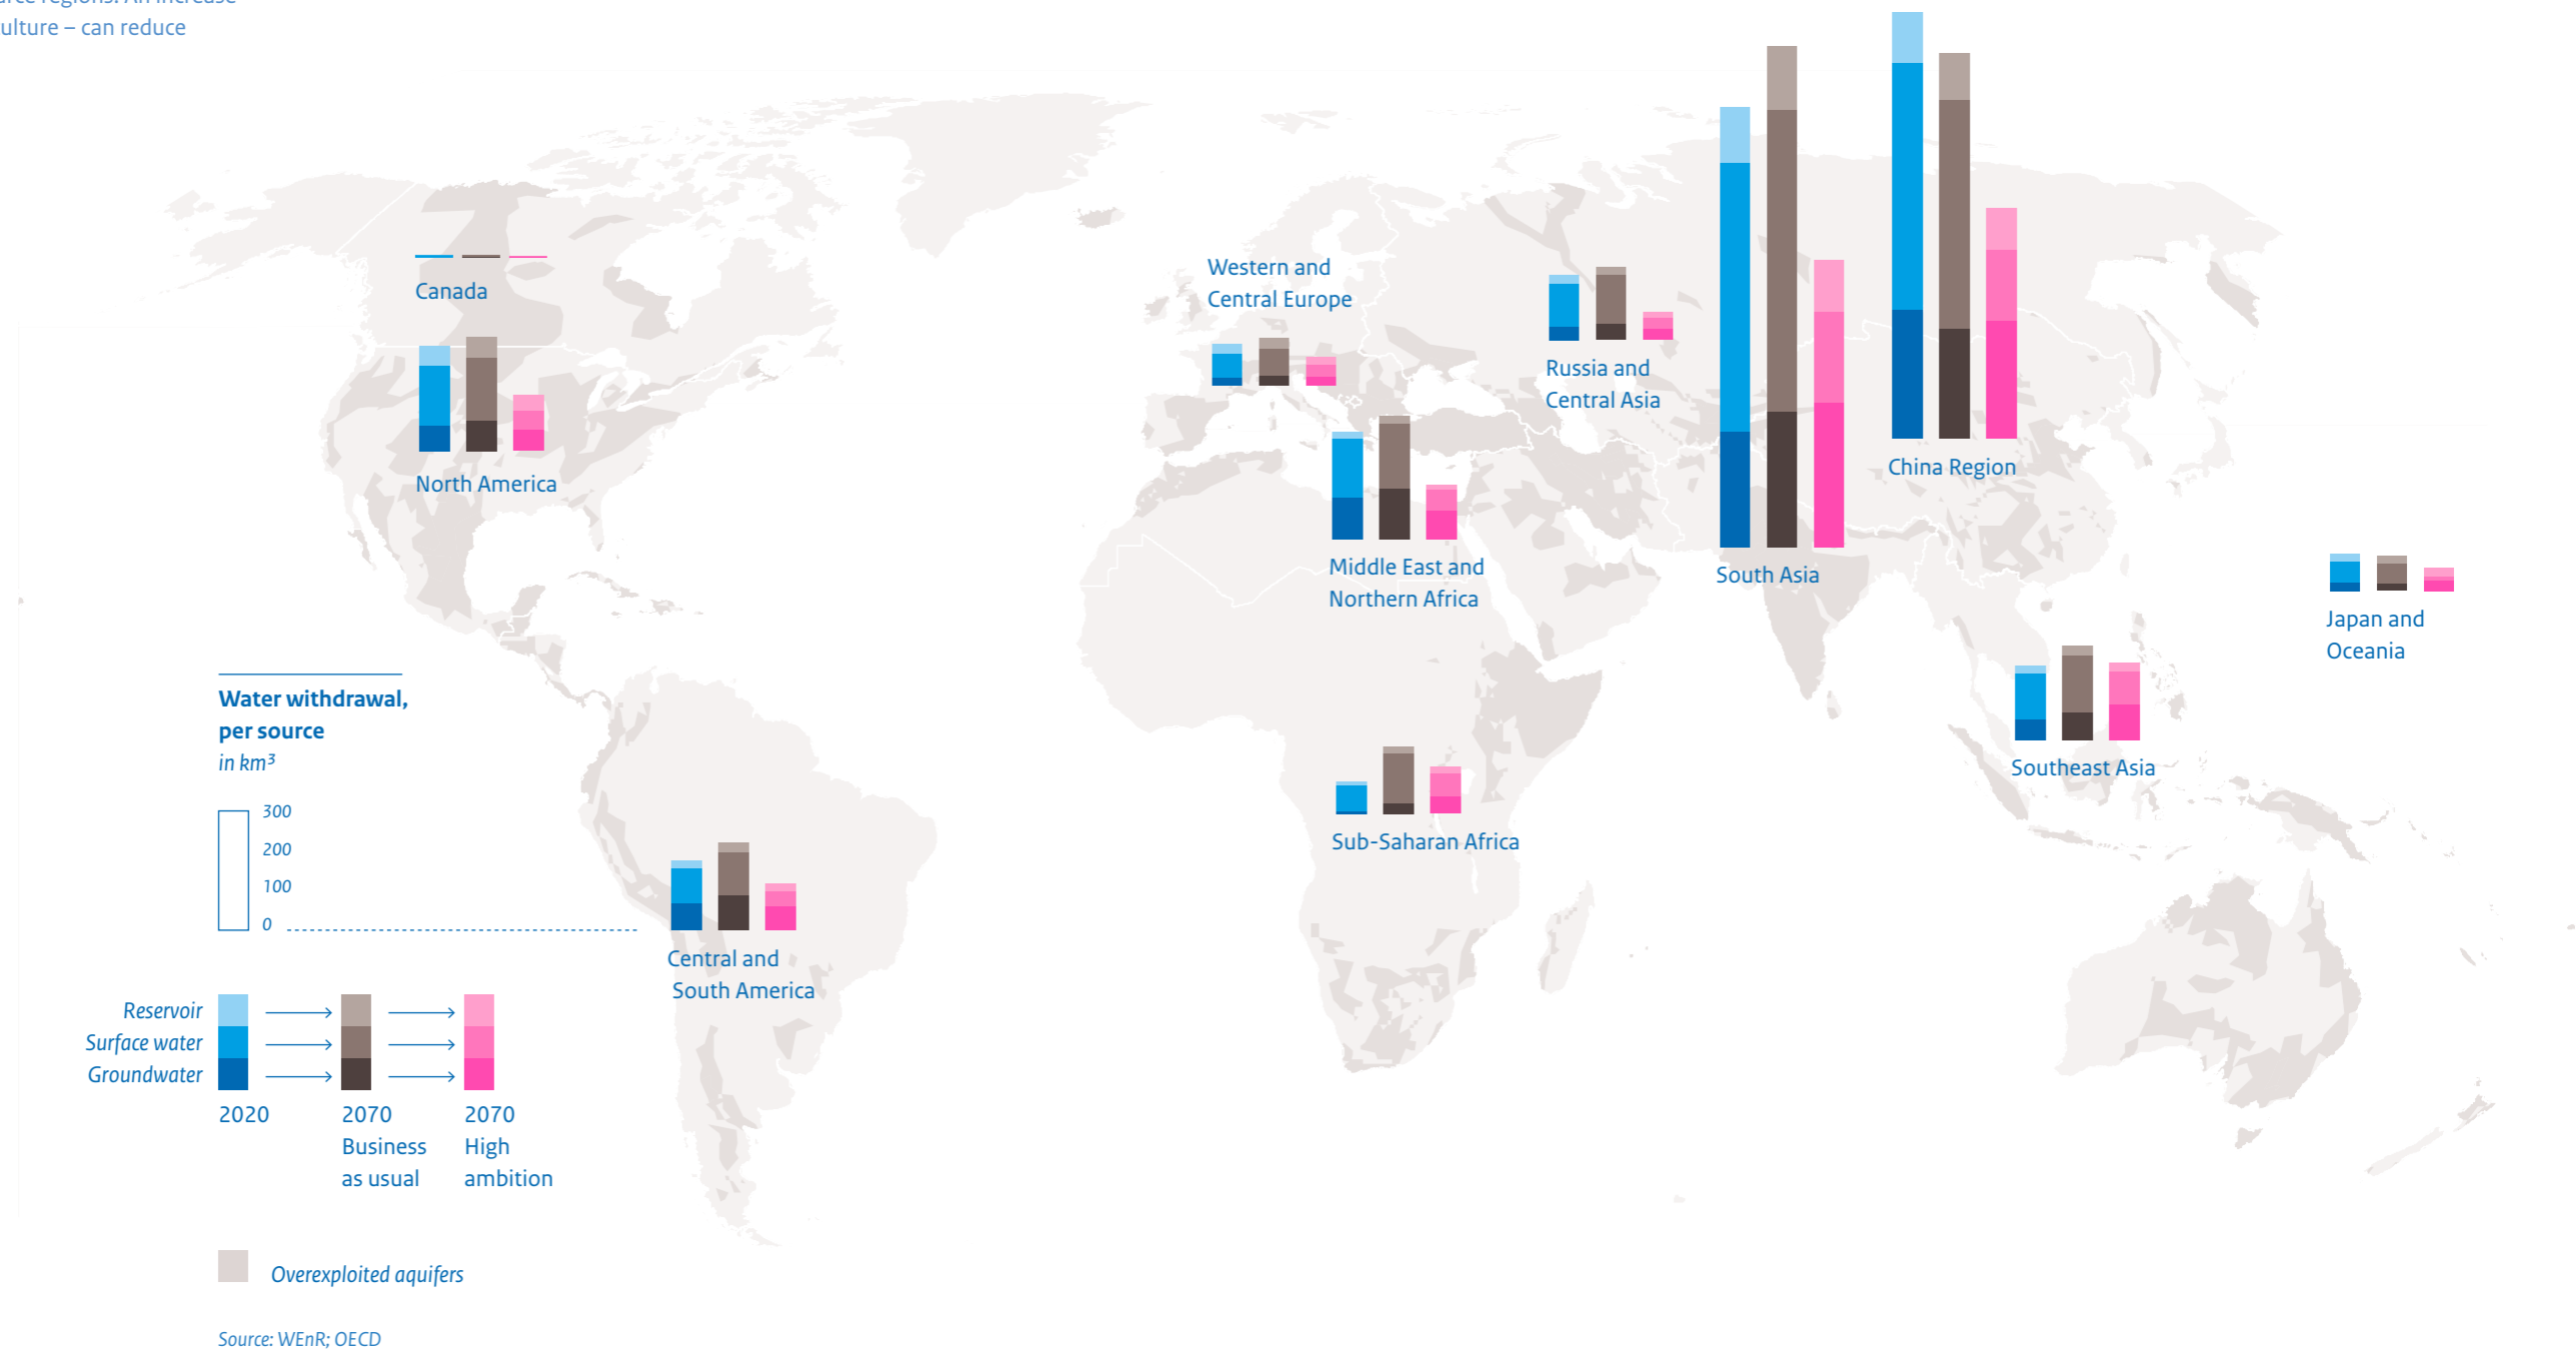 ulture – can reduce
Canada
North America
Western and
Central Europe
Russia and
Central Asia
Middle East and
Northern Africa
South Asia
China Region
Japan and
Oceania
Southeast Asia
Sub-Saharan Africa
Central and
South America
Water withdrawal,
per source
in km³
300
200
100
0
Reservoir
Surface water
Groundwater
2020
2070
Business
as usual
2070
High
ambition
Overexploited aquifers
Source: WEnR; OECD